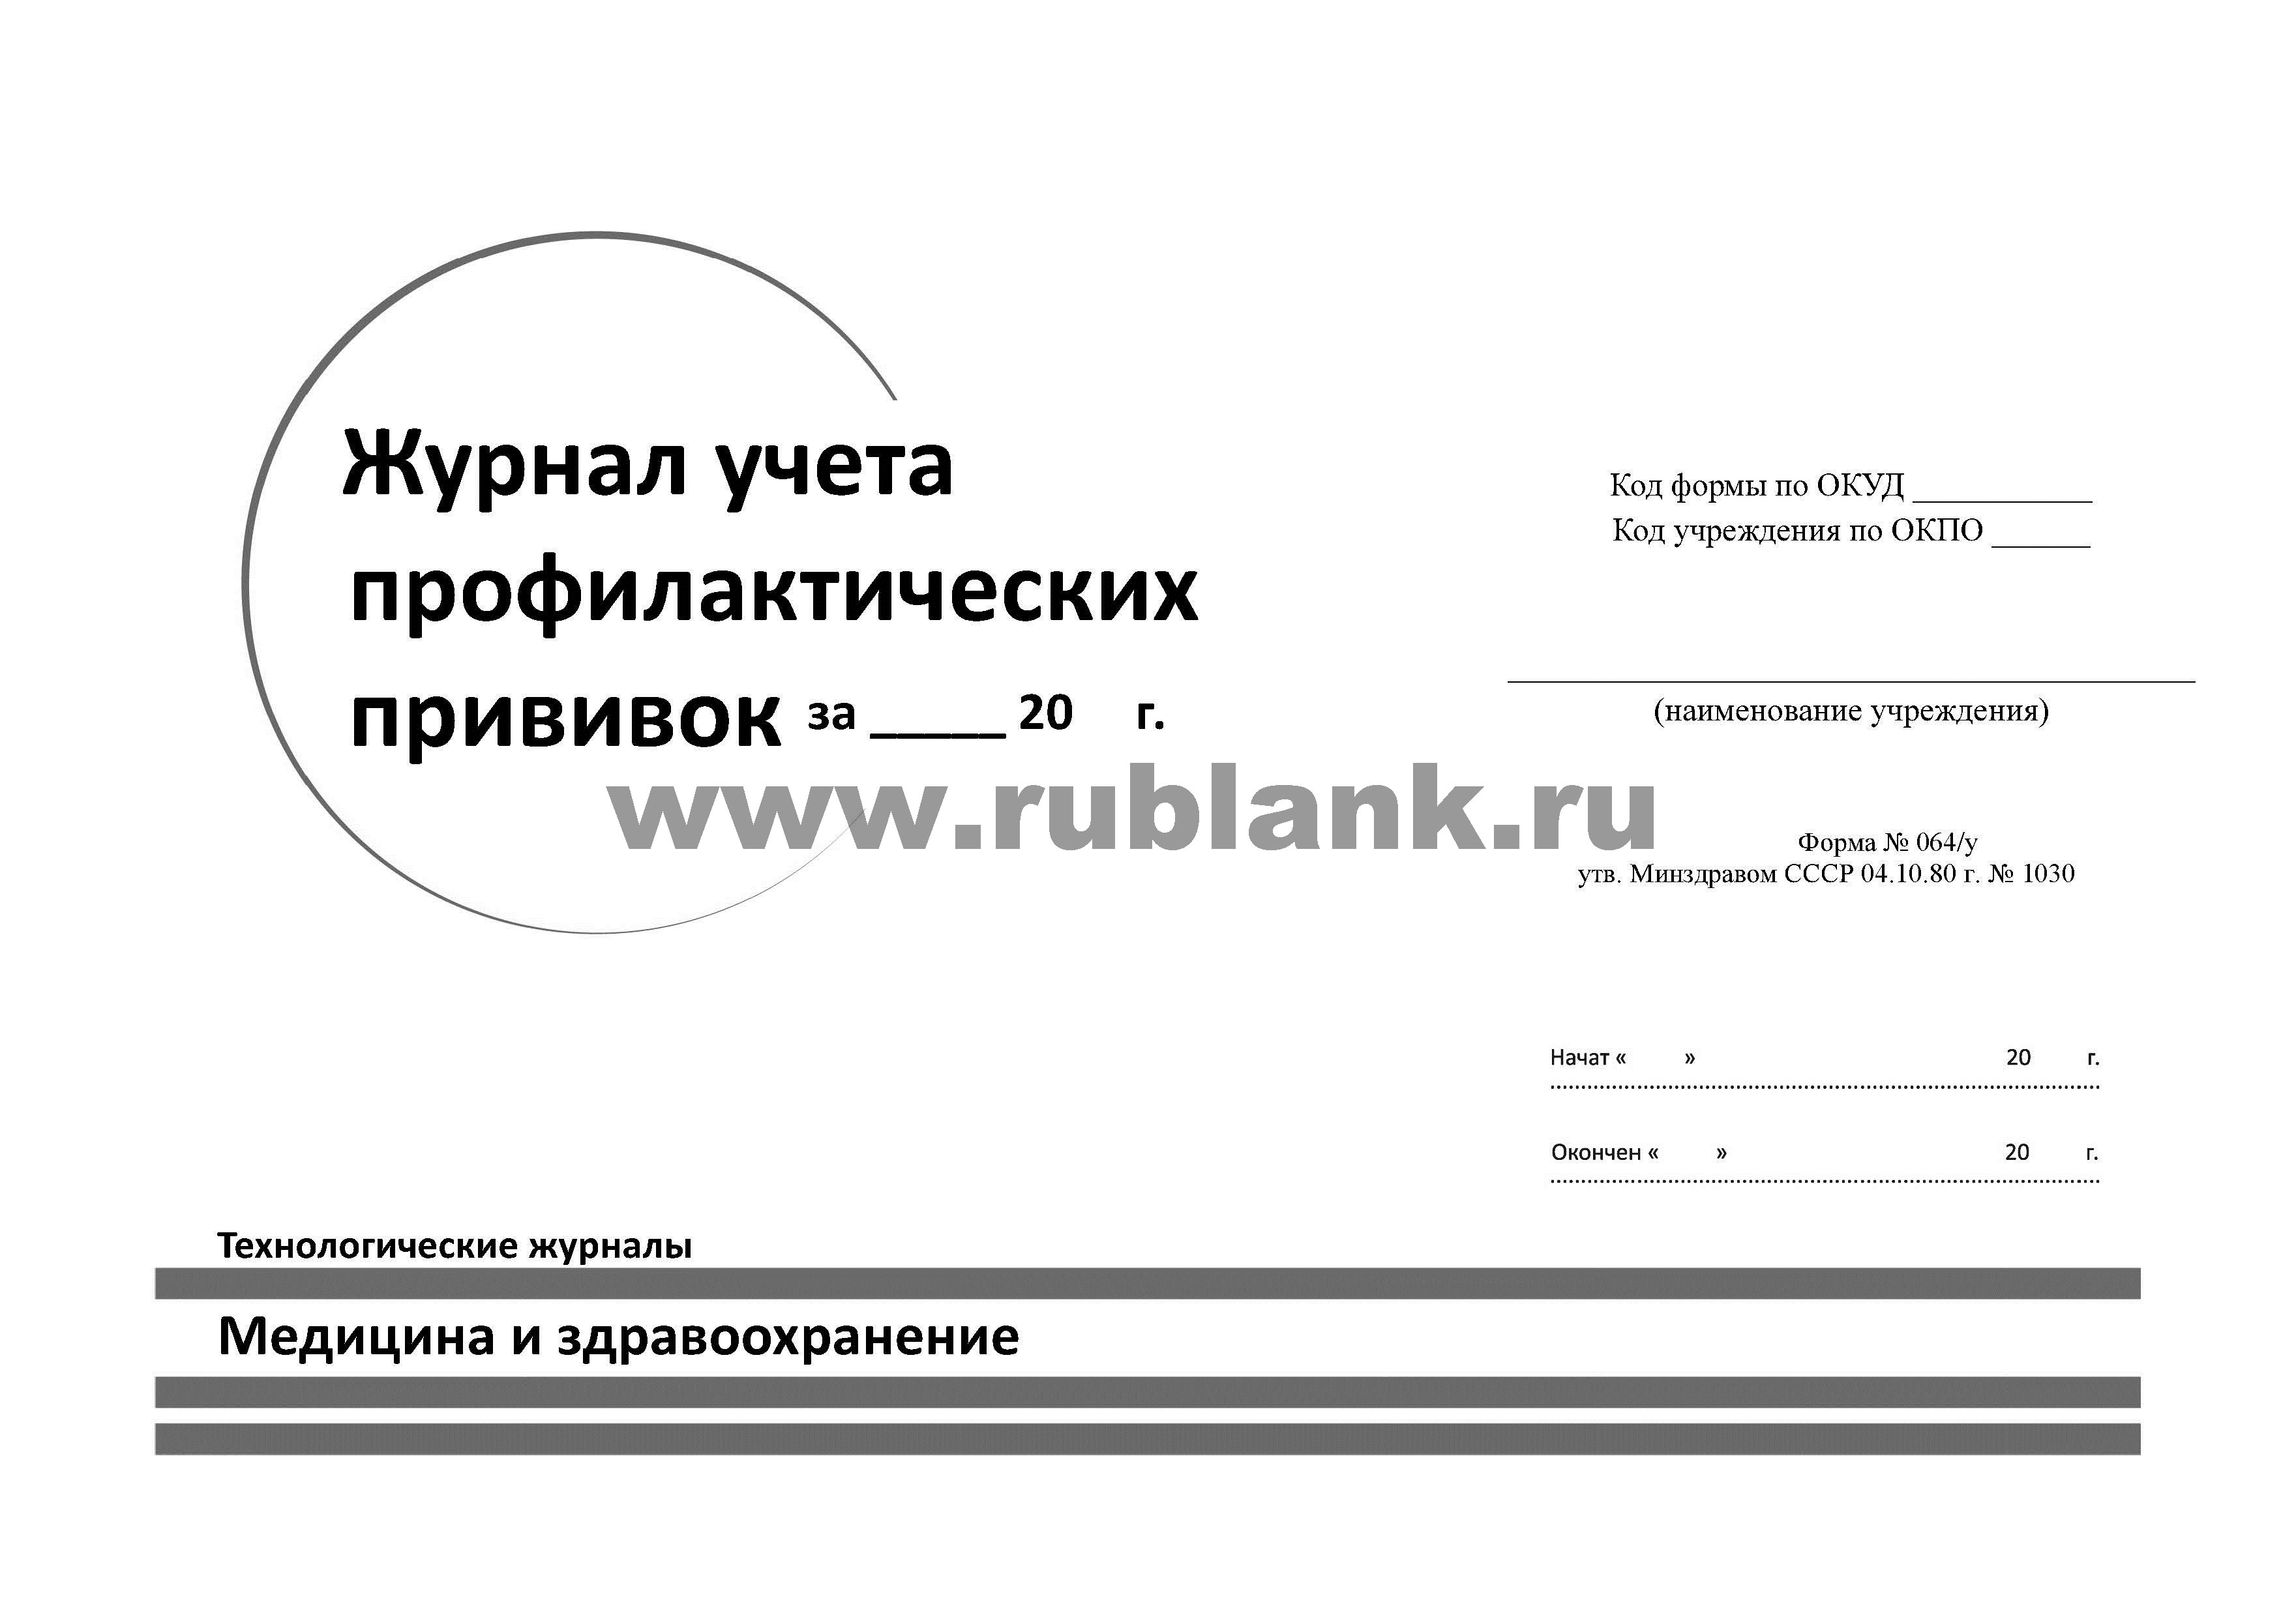 Журнал учета
профилактических
прививок за _____ 20 г.
Код формы по ОКУД ___________
Код учреждения по ОКПО ______
(наименование учреждения)
www.rublank.ru
Форма № 064/у
утв. Минздравом СССР 04.10.80 г. № 1030
Начат « » 20 г.
Окончен « » 20 г.
Технологические журналы
Медицина и здравоохранение